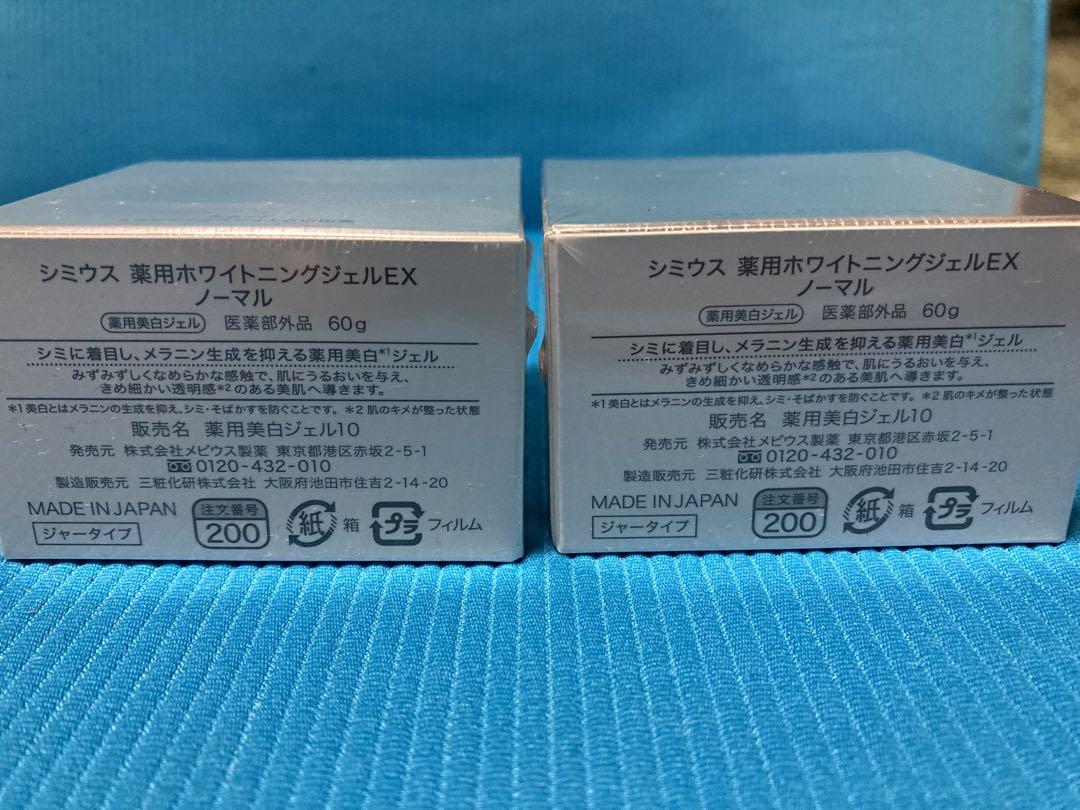 シミウス 薬用ホワイトニングジェルEX
ノーマル
薬用美白ジェル 医薬部外品 60g
シミに着目し、メラニン生成を抑える薬用美白*1ジェル
みずみずしくなめらかな感触で、肌にうるおいを与え、
きめ細かい透明感*2のある美肌へ導きます。
*1美白とはメラニンの生成を抑え、シミ・そばかすを防ぐことです。 *2 肌のキメが整った状態
販売名 薬用美白ジェル10
発売元 株式会社メビウス製薬 東京都港区赤坂2-5-1
0120-432-010
製造販売元 三粧化研株式会社 大阪府池田市住吉2-14-20
MADE IN JAPAN
ジャータイプ
注文番号
200
紙 箱
プラ フィルム
シミウス 薬用ホワイトニングジェルEX
ノーマル
薬用美白ジェル 医薬部外品 60g
シミに着目し、メラニン生成を抑える薬用美白*1ジェル
みずみずしくなめらかな感触で、肌にうるおいを与え、
きめ細かい透明感*2のある美肌へ導きます。
*1美白とはメラニンの生成を抑え、シミ・そばかすを防ぐことです。 *2 肌のキメが整った状態
販売名 薬用美白ジェル10
発売元 株式会社メビウス製薬 東京都港区赤坂2-5-1
0120-432-010
製造販売元 三粧化研株式会社 大阪府池田市住吉2-14-20
MADE IN JAPAN
ジャータイプ
注文番号
200
紙 箱
プラ フィルム